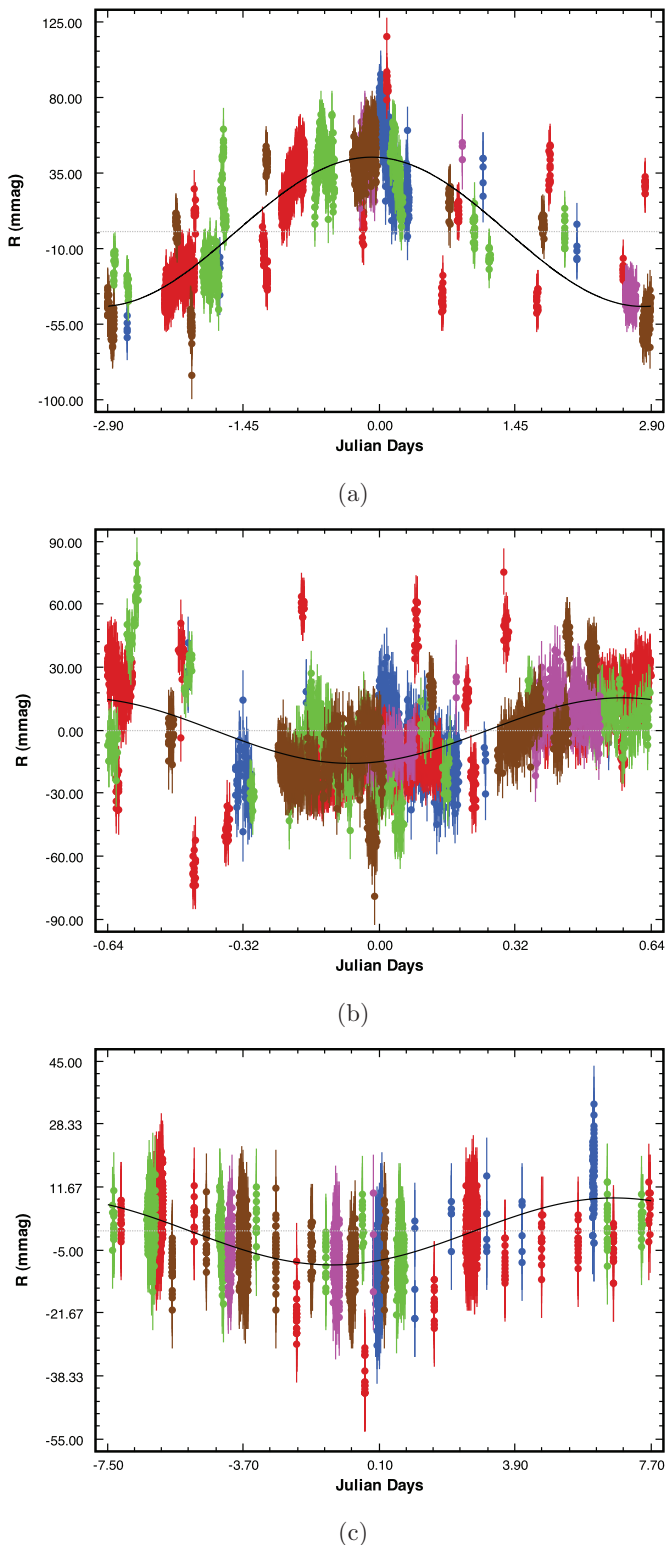 125.00
80.00
35.00
-10.00
-55.00
-100.00
R (mmag)
-2.90 -1.45 0.00 1.45 2.90
Julian Days
(a)
90.00
60.00
30.00
0.00
-30.00
-60.00
-90.00
R (mmag)
-0.64 -0.32 0.00 0.32 0.64
Julian Days
(b)
45.00
28.33
11.67
-5.00
-21.67
-38.33
-55.00
R (mmag)
-7.50 -3.70 0.10 3.90 7.70
Julian Days
(c)